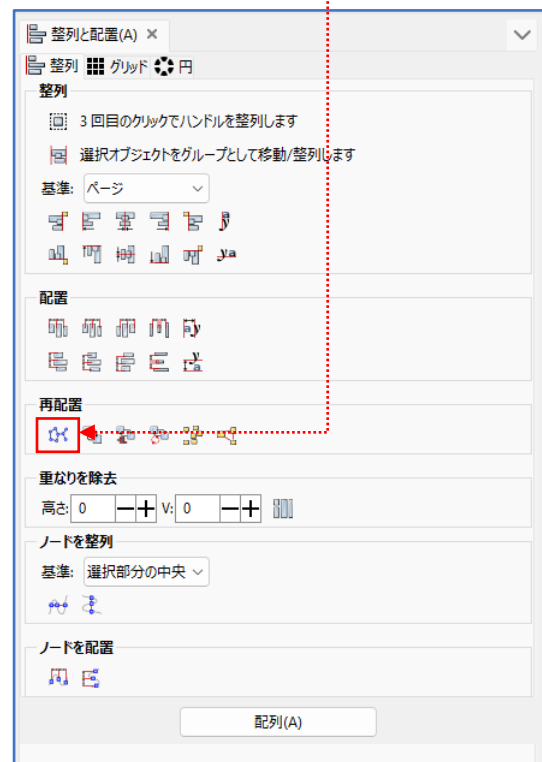 整列と配置(A) ×
整列 グリッド 円
整列
3 回目のクリックでハンドルを整列します
選択オブジェクトをグループとして移動/整列します
基準: ページ
配置
再配置
重なりを除去
高さ: 0 V: 0
ノードを整列
基準: 選択部分の中央
ノードを配置
配列(A)